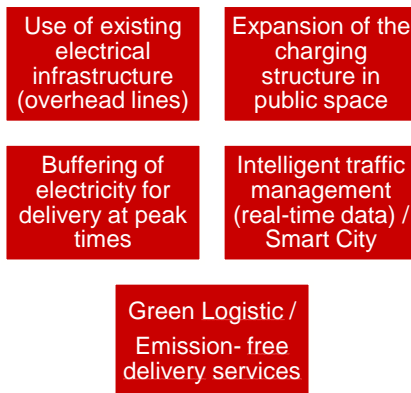 Use of existing
electrical
infrastructure
(overhead lines)
Expansion of the
charging
structure in
public space
Buffering of
electricity for
delivery at peak
times
Intelligent traffic
management
(real-time data) /
Smart City
Green Logistic /
Emission- free
delivery services